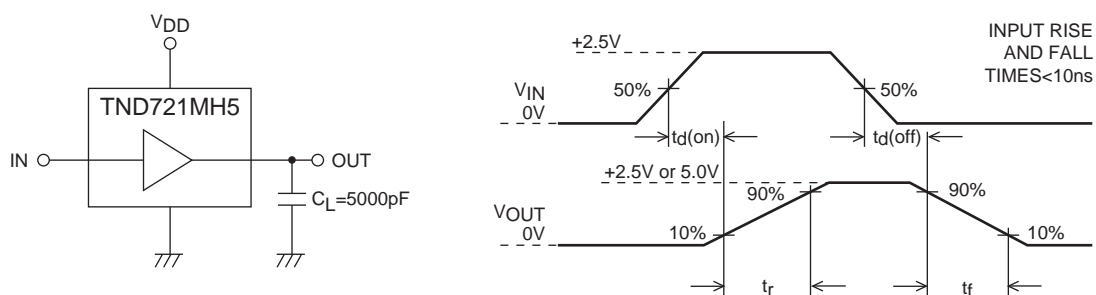 VDD
TND721MH5
IN
OUT
CL=5000pF
INPUT RISE
AND FALL
TIMES<10ns
+2.5V
VIN
0V
50%
50%
td(on)
td(off)
+2.5V or 5.0V
VOUT
0V
90%
90%
10%
10%
tr
tf